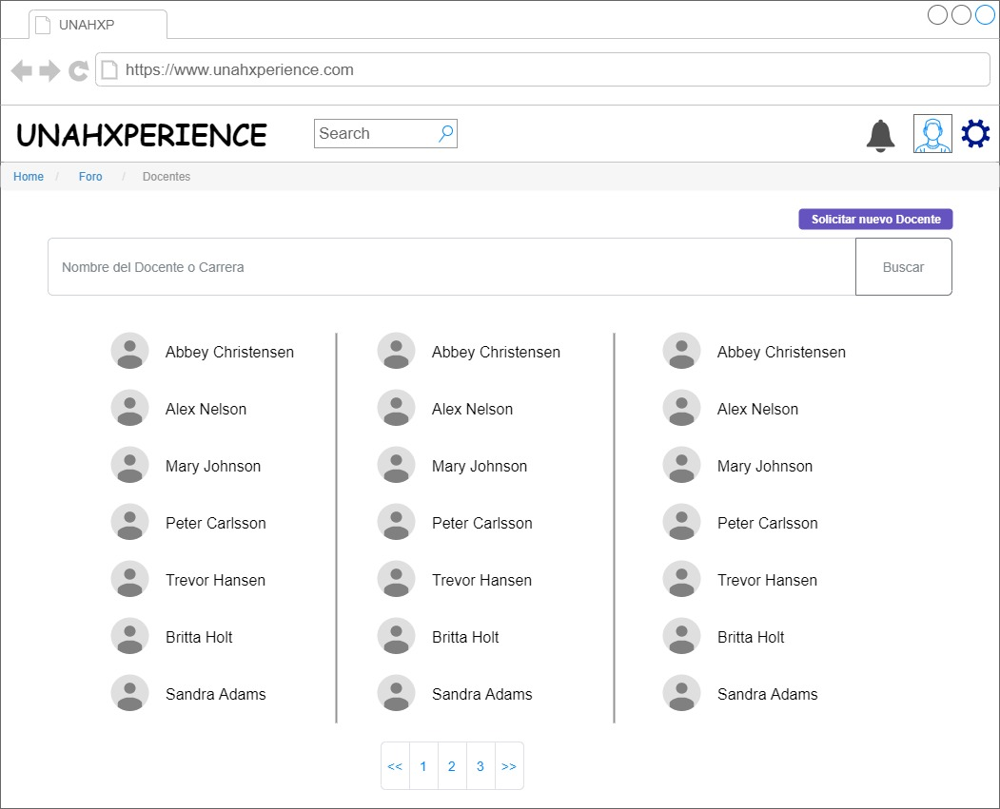 UNAHXP
https://www.unahxperience.com
UNAHXPERIENCE Search
Home / Foro / Docentes
Solicitar nuevo Docente
Nombre del Docente o Carrera Buscar
Abbey Christensen Abbey Christensen Abbey Christensen
Alex Nelson Alex Nelson Alex Nelson
Mary Johnson Mary Johnson Mary Johnson
Peter Carlsson Peter Carlsson Peter Carlsson
Trevor Hansen Trevor Hansen Trevor Hansen
Britta Holt Britta Holt Britta Holt
Sandra Adams Sandra Adams Sandra Adams
<< 1 2 3 >>